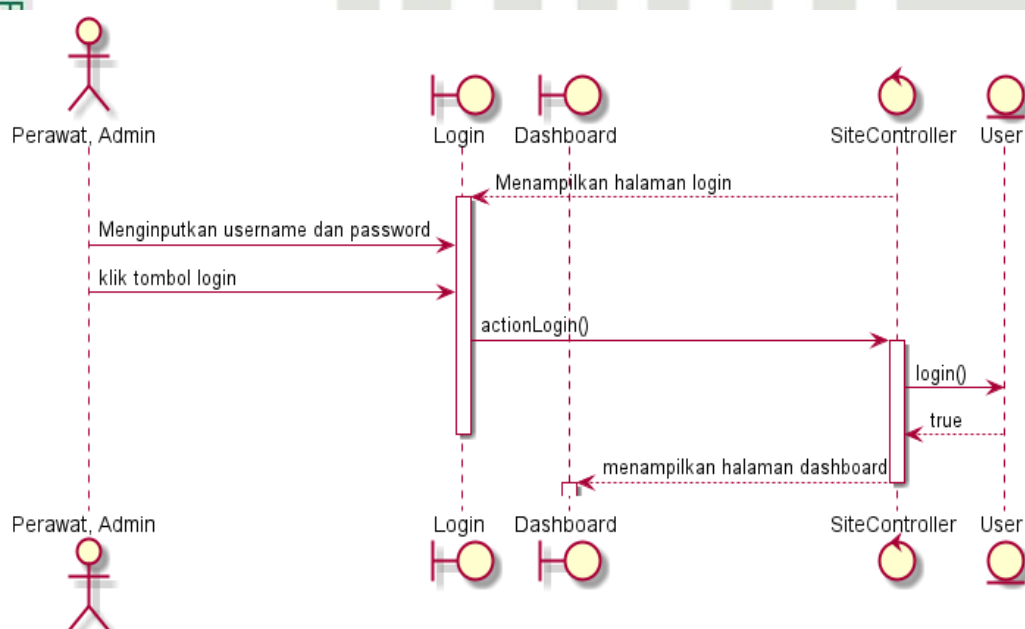 Perawat, Admin
Login
Dashboard
SiteController
User
Menampilkan halaman login
Menginputkan username dan password
klik tombol login
actionLogin()
login()
true
menampilkan halaman dashboard
Perawat, Admin
Login
Dashboard
SiteController
User